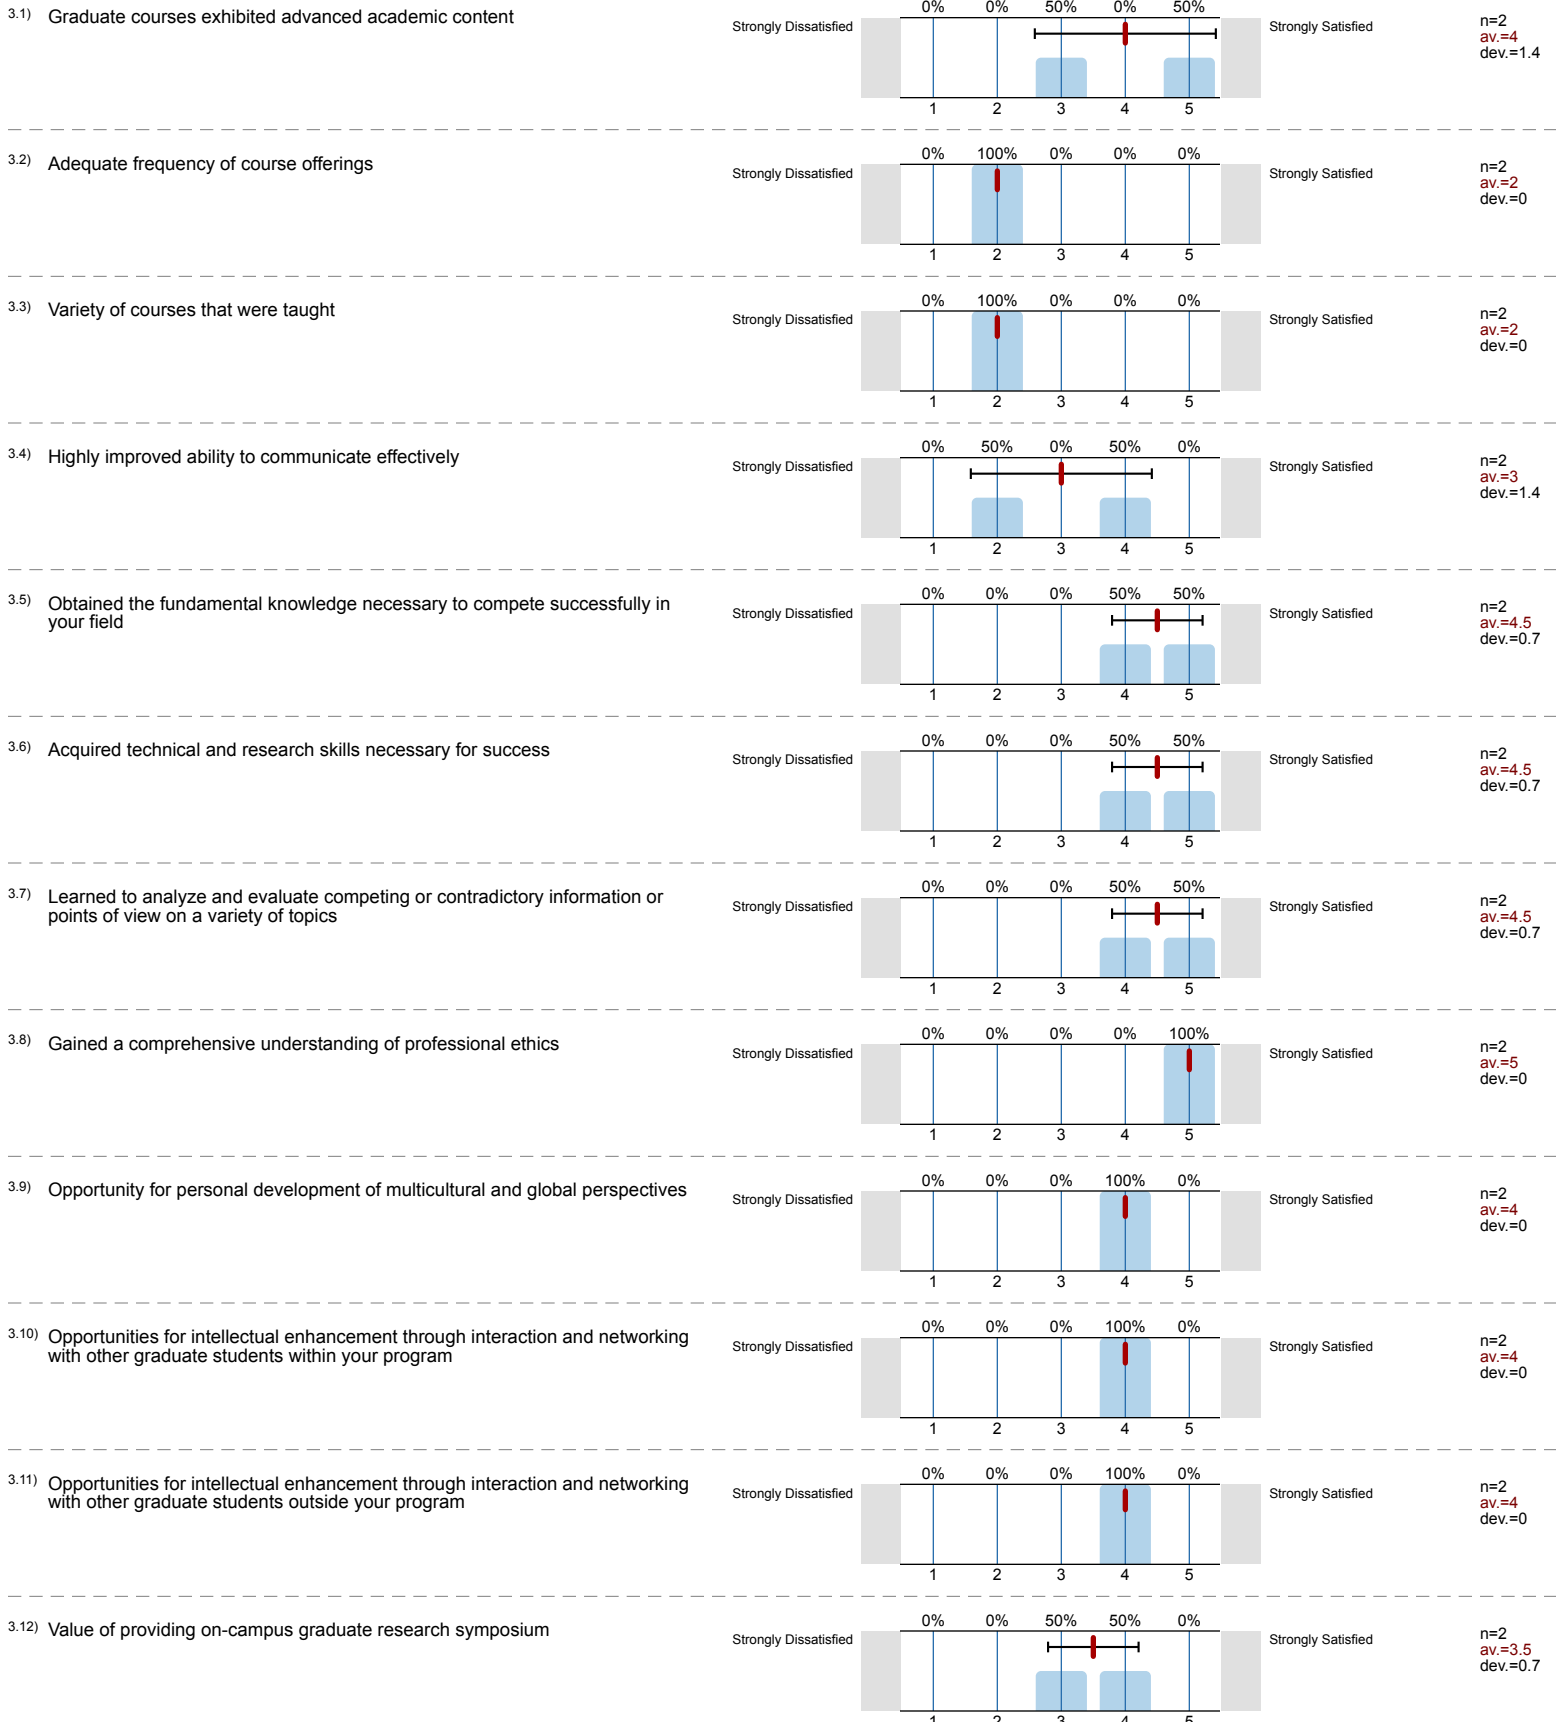 3.1) Graduate courses exhibited advanced academic content
0% 0% 50% 0% 50%
Strongly Dissatisfied Strongly Satisfied
n=2
av.=4
dev.=1.4
1 2 3 4 5
3.2) Adequate frequency of course offerings
0% 100% 0% 0% 0%
Strongly Dissatisfied Strongly Satisfied
n=2
av.=2
dev.=0
1 2 3 4 5
3.3) Variety of courses that were taught
0% 100% 0% 0% 0%
Strongly Dissatisfied Strongly Satisfied
n=2
av.=2
dev.=0
1 2 3 4 5
3.4) Highly improved ability to communicate effectively
0% 50% 0% 50% 0%
Strongly Dissatisfied Strongly Satisfied
n=2
av.=3
dev.=1.4
1 2 3 4 5
3.5) Obtained the fundamental knowledge necessary to compete successfully in
your field
0% 0% 0% 50% 50%
Strongly Dissatisfied Strongly Satisfied
n=2
av.=4.5
dev.=0.7
1 2 3 4 5
3.6) Acquired technical and research skills necessary for success
0% 0% 0% 50% 50%
Strongly Dissatisfied Strongly Satisfied
n=2
av.=4.5
dev.=0.7
1 2 3 4 5
3.7) Learned to analyze and evaluate competing or contradictory information or
points of view on a variety of topics
0% 0% 0% 50% 50%
Strongly Dissatisfied Strongly Satisfied
n=2
av.=4.5
dev.=0.7
1 2 3 4 5
3.8) Gained a comprehensive understanding of professional ethics
0% 0% 0% 0% 100%
Strongly Dissatisfied Strongly Satisfied
n=2
av.=5
dev.=0
1 2 3 4 5
3.9) Opportunity for personal development of multicultural and global perspectives
0% 0% 0% 100% 0%
Strongly Dissatisfied Strongly Satisfied
n=2
av.=4
dev.=0
1 2 3 4 5
3.10) Opportunities for intellectual enhancement through interaction and networking
with other graduate students within your program
0% 0% 0% 100% 0%
Strongly Dissatisfied Strongly Satisfied
n=2
av.=4
dev.=0
1 2 3 4 5
3.11) Opportunities for intellectual enhancement through interaction and networking
with other graduate students outside your program
0% 0% 0% 100% 0%
Strongly Dissatisfied Strongly Satisfied
n=2
av.=4
dev.=0
1 2 3 4 5
3.12) Value of providing on-campus graduate research symposium
0% 0% 50% 50% 0%
Strongly Dissatisfied Strongly Satisfied
n=2
av.=3.5
dev.=0.7
1 2 3 4 5